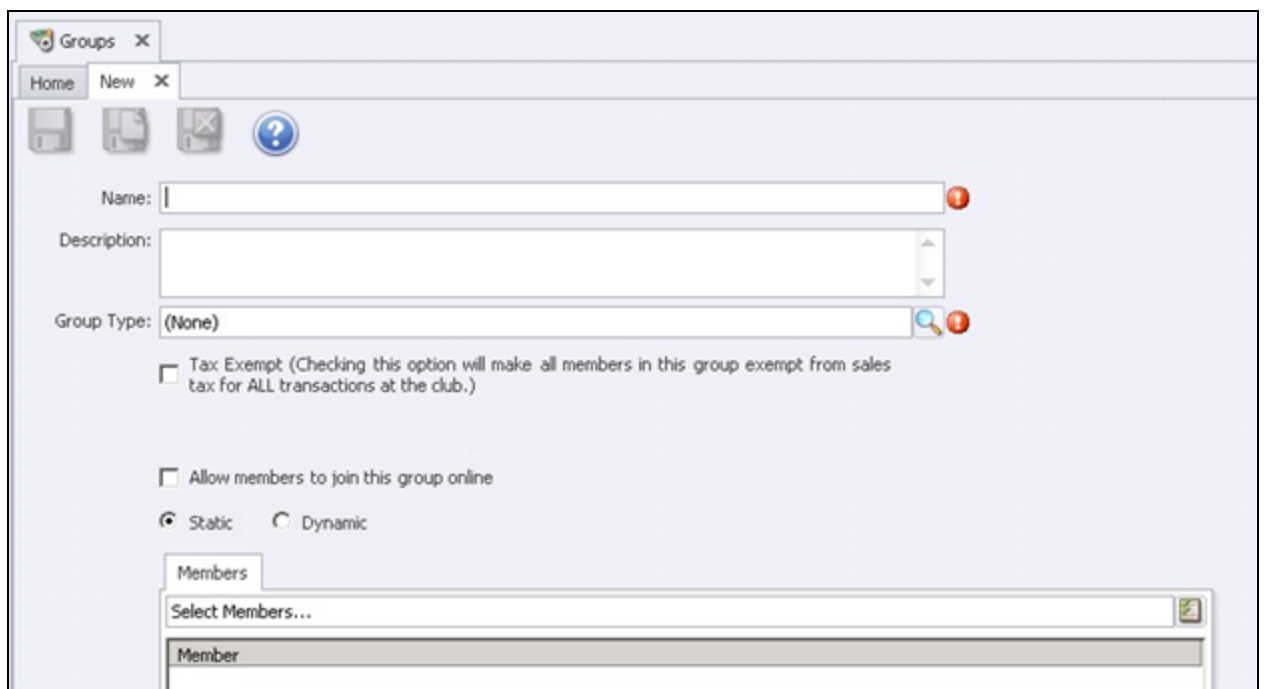 Groups
Home New
Name:
Description:
Group Type: (None)
Tax Exempt (Checking this option will make all members in this group exempt from sales
tax for ALL transactions at the club.)
Allow members to join this group online
Static Dynamic
Members
Select Members...
Member